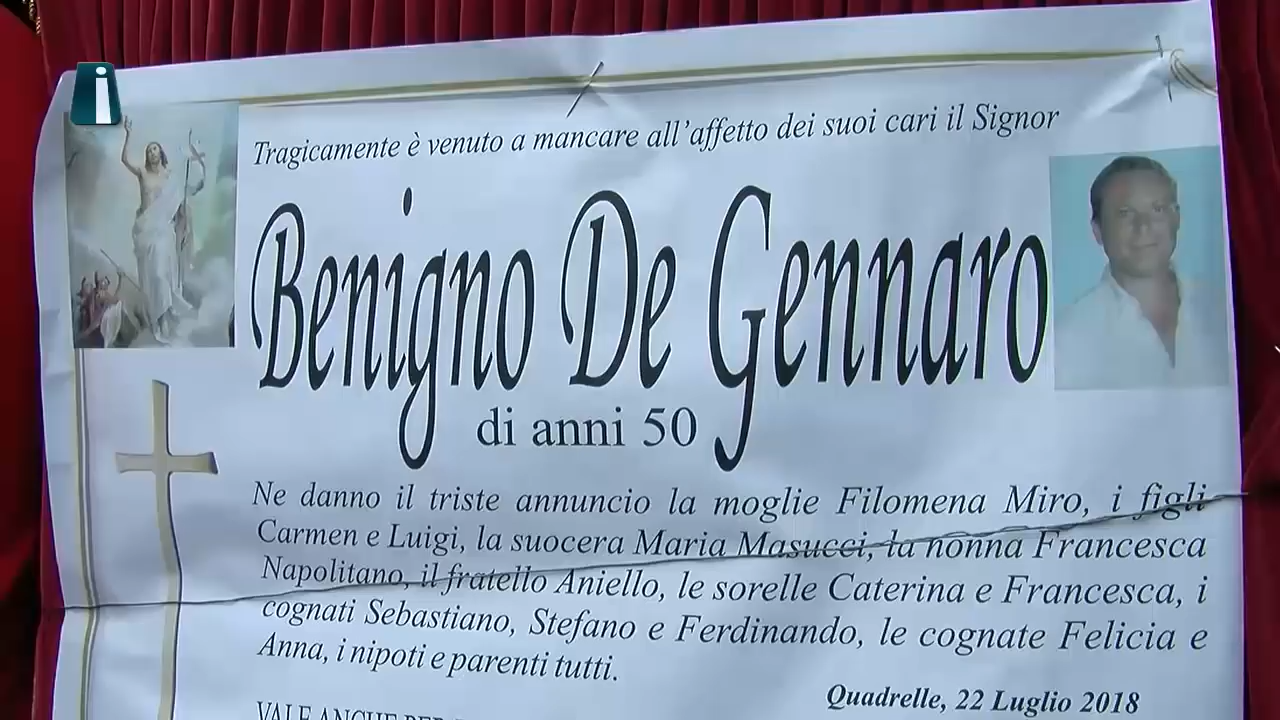 i
Tragicamente è venuto a mancare all'affetto dei suoi cari il Signor
Benigno De Gennaro
di anni 50
Ne danno il triste annuncio la moglie Filomena Miro, i figli
Carmen e Luigi, la suocera Maria Masucci, la nonna Francesca
Napolitano, il fratello Aniello, le sorelle Caterina e Francesca, i
cognati Sebastiano, Stefano e Ferdinando, le cognate Felicia e
Anna, i nipoti e parenti tutti.
Quadrelle, 22 Luglio 2018
VALE ANCHE PER